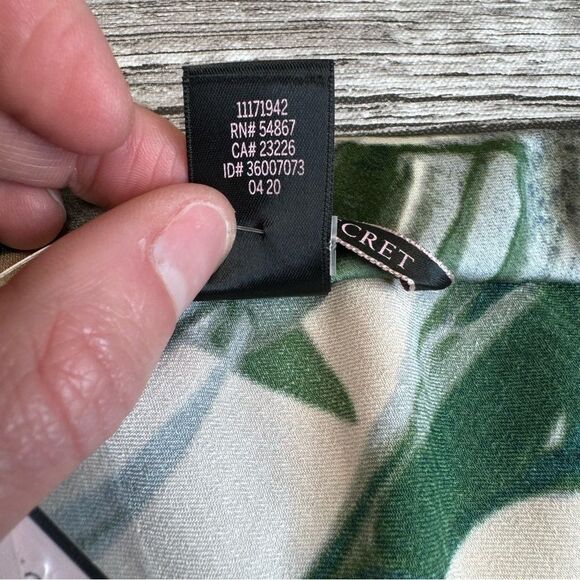 11171942
RN# 54867
CA# 23226
ID# 36007073
04 20
CRET